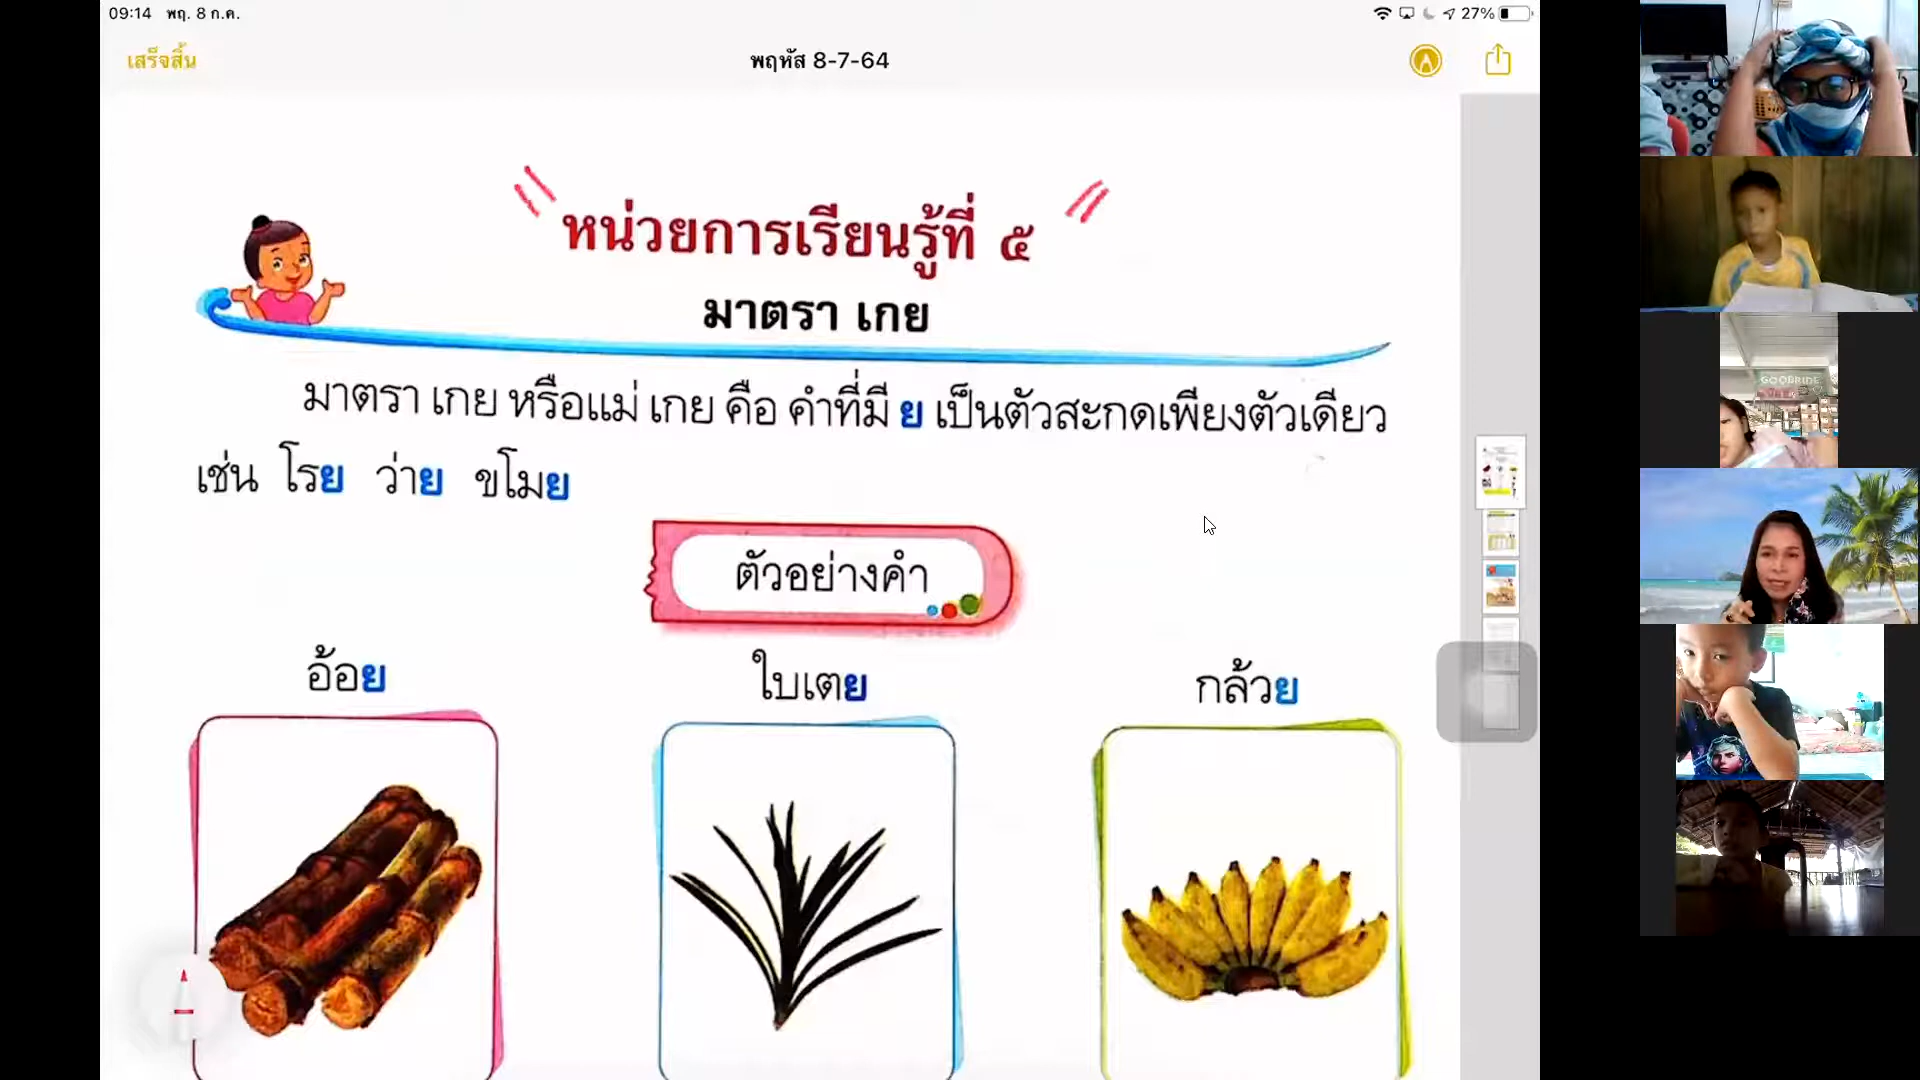 09:14 พฤ. 8 ก.ค.
27%
เสร็จสิ้น
พฤหัส 8-7-64
หน่วยการเรียนรู้ที่ ๕
มาตรา เกย
มาตรา เกย หรือแม่ เกย คือ คำที่มี ย เป็นตัวสะกดเพียงตัวเดียว
เช่น โรย ว่าย ขโมย
ตัวอย่างคำ
อ้อย ใบเตย กล้วย
GOODRIDE